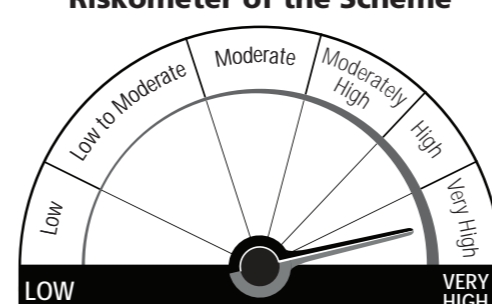 Riskometer of the Scheme
Low
Low to Moderate
Moderate
Moderately
High
High
Very High
LOW
VERY
HIGH